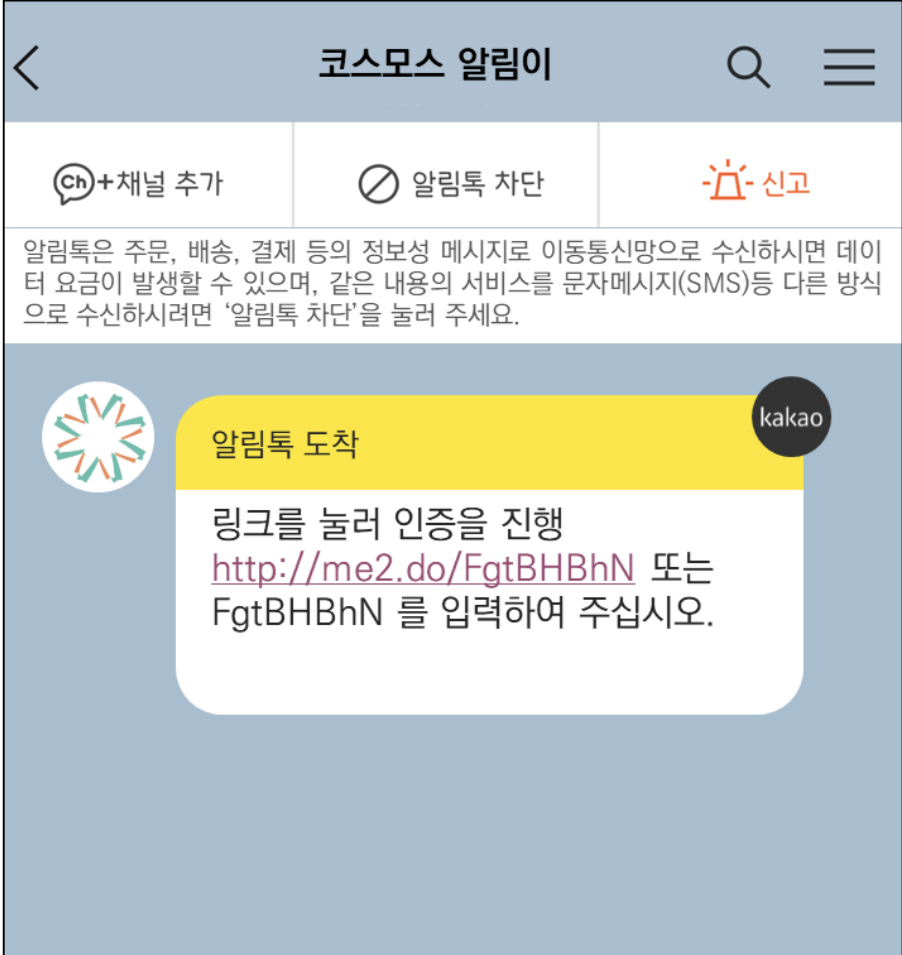 코스모스 알림이
Ch+채널 추가
알림톡 차단
신고
알림톡은 주문, 배송, 결제 등의 정보성 메시지로 이동통신망으로 수신하시면 데이
터 요금이 발생할 수 있으며, 같은 내용의 서비스를 문자메시지(SMS)등 다른 방식
으로 수신하시려면 ‘알림톡 차단’을 눌러 주세요.
kakao
알림톡 도착
링크를 눌러 인증을 진행
http://me2.do/FgtBHBhN 또는
FgtBHBhN 를 입력하여 주십시오.